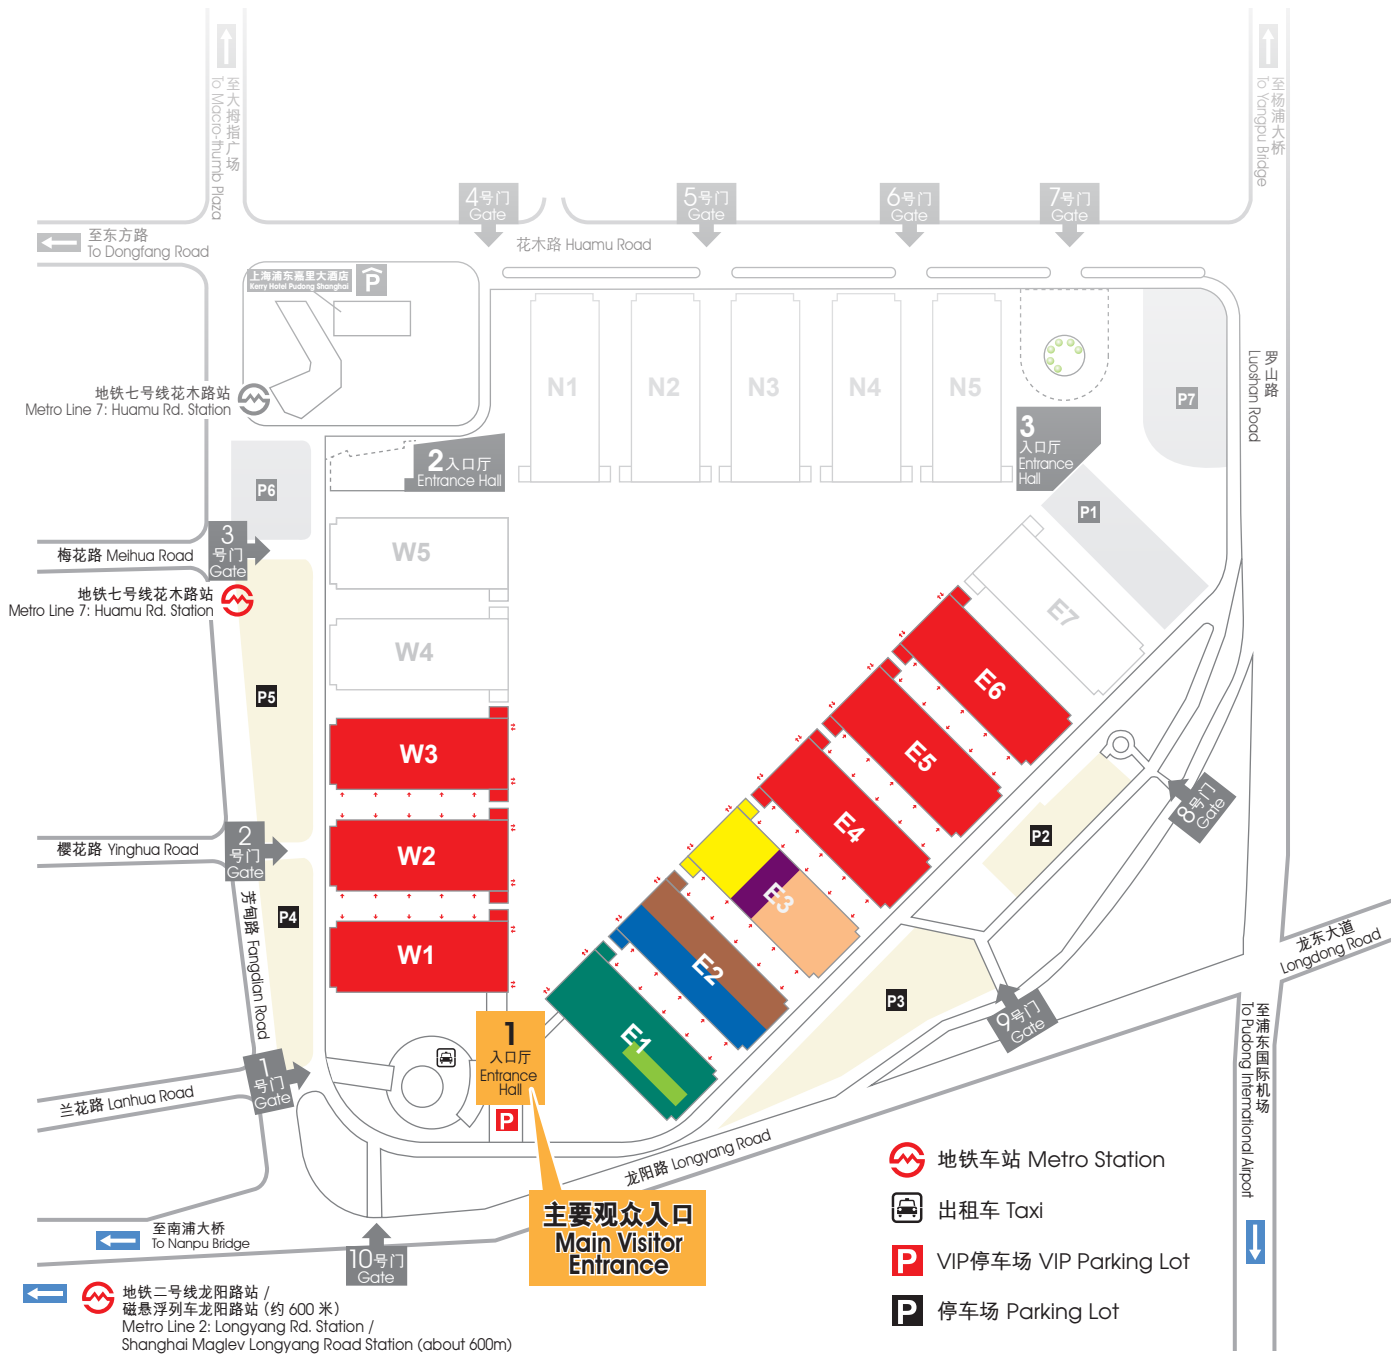 至大拇指广场
To Macro-thumb Plaza
至杨浦大桥
To Yangpu Bridge
4号门
Gate
5号门
Gate
6号门
Gate
7号门
Gate
至东方路
To Dongfang Road
花木路 Huamu Road
上海浦东嘉里大酒店
Kerry Hotel Pudong Shanghai
P
N1
N2
N3
N4
N5
罗山路
Luoshan Road
P7
地铁七号线花木路站
Metro Line 7: Huamu Rd. Station
2 入口厅
Entrance Hall
3
入口厅
Entrance
Hall
P6
P1
3
号门
Gate
梅花路 Meihua Road
W5
地铁七号线花木路站
Metro Line 7: Huamu Rd. Station
E7
W4
E6
P5
W3
E5
8号门
Gate
2
号门
Gate
樱花路 Yinghua Road
W2
E4
P2
E3
芳甸路 Fangdian Road
P4
W1
E2
龙东大道
Longdong Road
P3
9号门
Gate
至浦东国际机场
To Pudong International Airport
1
入口厅
Entrance
Hall
E1
1
号门
Gate
兰花路 Lanhua Road
P
龙阳路 Longyang Road
地铁车站 Metro Station
出租车 Taxi
P VIP停车场 VIP Parking Lot
P 停车场 Parking Lot
主要观众入口
Main Visitor
Entrance
至南浦大桥
To Nanpu Bridge
10号门
Gate
地铁二号线龙阳路站 /
磁悬浮列车龙阳路站 (约 600 米)
Metro Line 2: Longyang Rd. Station /
Shanghai Maglev Longyang Road Station (about 600m)